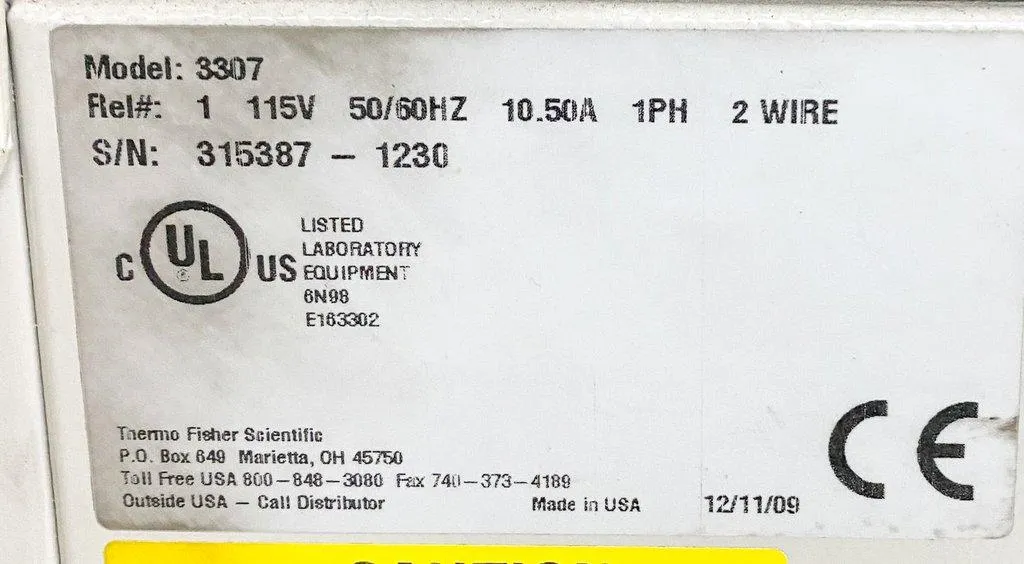 Model: 3307
Rel#: 1 115V 50/60HZ 10.50A 1PH 2 WIRE
S/N: 315387 – 1230
C UL US
LISTED
LABORATORY
EQUIPMENT
6N98
E163302
CE
Thermo Fisher Scientific
P.O. Box 649 Marietta, OH 45750
Toll Free USA 800–848–3080 Fax 740–373–4189
Outside USA – Call Distributor Made in USA 12/11/09
CAUTION